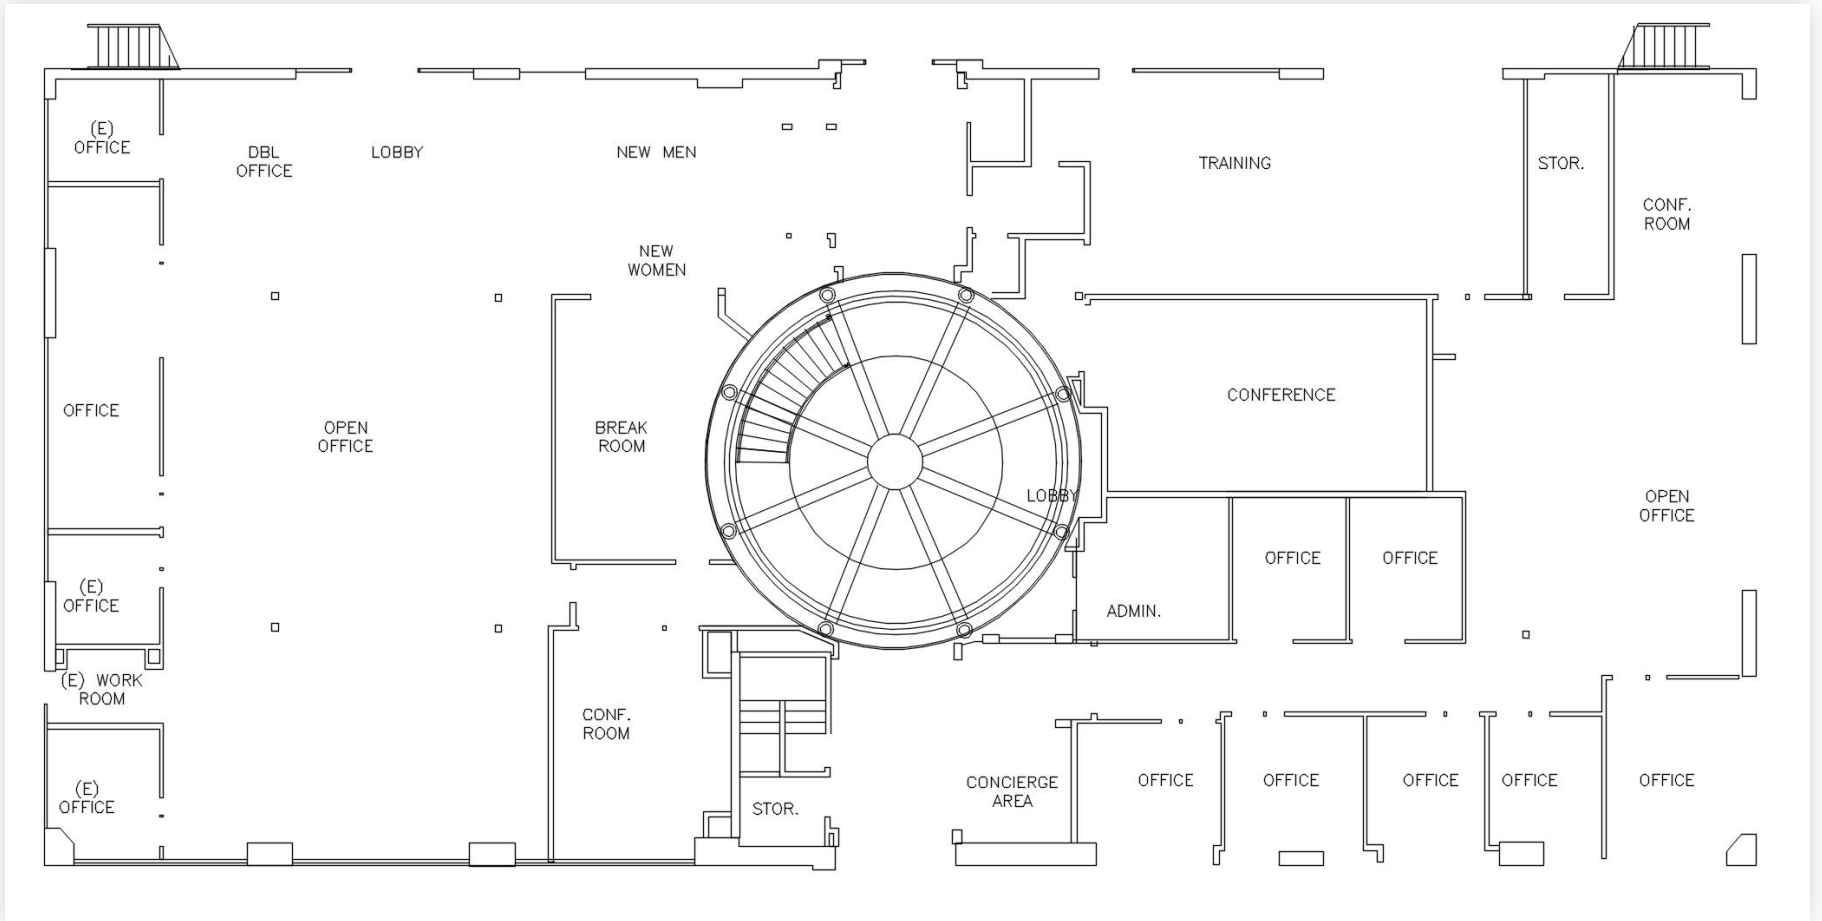 (E)
OFFICE
DBL
OFFICE
LOBBY
NEW MEN
TRAINING
STOR.
CONF.
ROOM
NEW
WOMEN
OFFICE
OPEN
OFFICE
BREAK
ROOM
CONFERENCE
LOBBY
OPEN
OFFICE
OFFICE
OFFICE
(E)
OFFICE
ADMIN.
(E) WORK
ROOM
CONF.
ROOM
(E)
OFFICE
STOR.
CONCIERGE
AREA
OFFICE
OFFICE
OFFICE
OFFICE
OFFICE